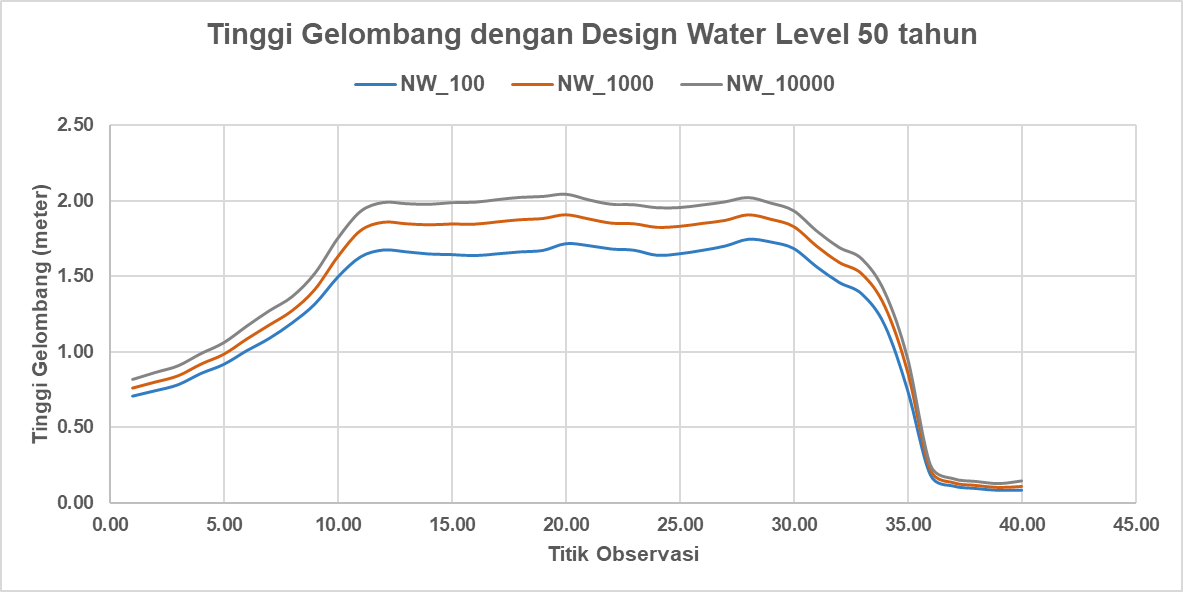 Tinggi Gelombang dengan Design Water Level 50 tahun
NW_100 NW_1000 NW_10000
Tinggi Gelombang (meter)
2.50
2.00
1.50
1.00
0.50
0.00
0.00 5.00 10.00 15.00 20.00 25.00 30.00 35.00 40.00 45.00
Titik Observasi